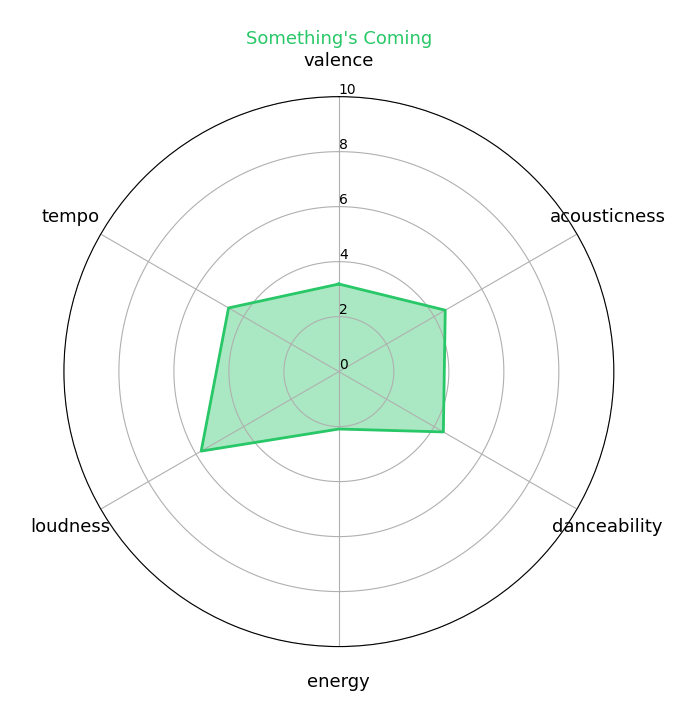 Something's Coming
valence
10
8
6
4
2
0
tempo
acousticness
loudness
danceability
energy